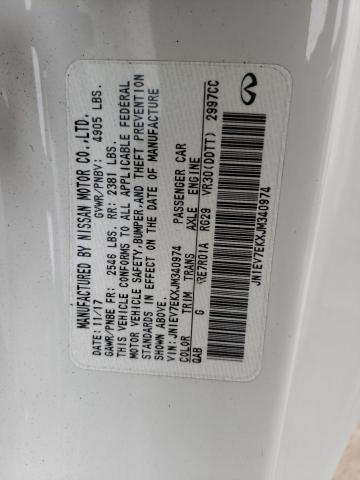 MANUFACTURED BY NISSAN MOTOR CO.,LTD.
DATE: 11/17 GVWR/PNBV: 4905 LBS.
GAWR/PNBE FR: 2546 LBS. RR: 2381 LBS.
THIS VEHICLE CONFORMS TO ALL APPLICABLE FEDERAL
MOTOR VEHICLE SAFETY,BUMPER,AND THEFT PREVENTION
STANDARDS IN EFFECT ON THE DATE OF MANUFACTURE
SHOWN ABOVE.
VIN: JN1EV7EKXJM340974 PASSENGER CAR
COLOR TRIM TRANS AXLE ENGINE
QAB G RE7R01A RG29 VR30(DDTT) 2997CC
JN1EV7EKXJM340974